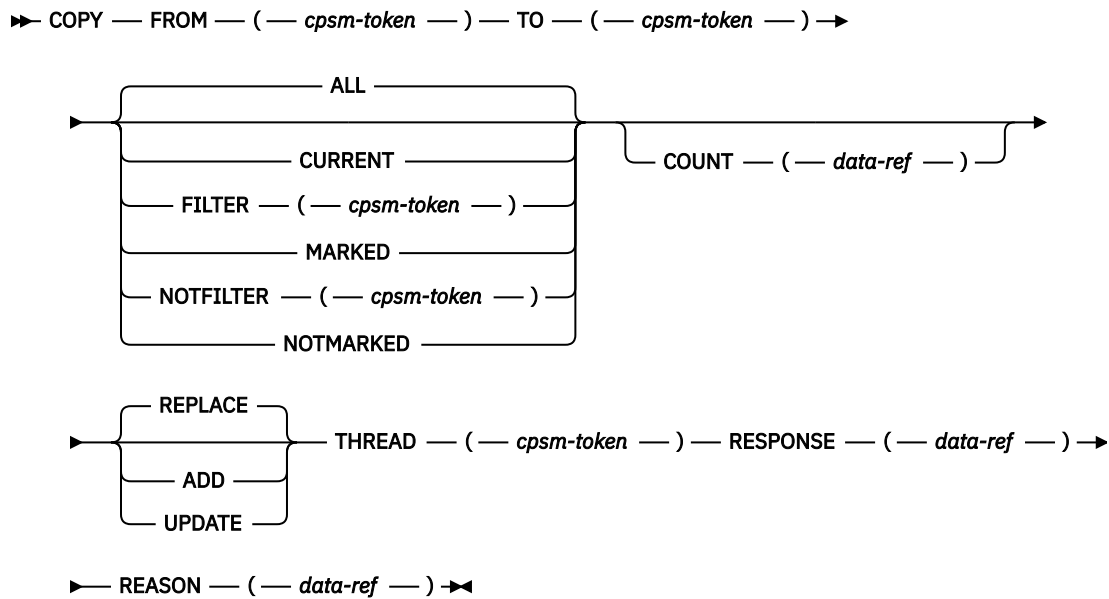 COPY FROM ( cpsm-token ) TO ( cpsm-token )
ALL
CURRENT
COUNT ( data-ref )
FILTER ( cpsm-token )
MARKED
NOTFILTER ( cpsm-token )
NOTMARKED
REPLACE
THREAD ( cpsm-token ) RESPONSE ( data-ref )
ADD
UPDATE
REASON ( data-ref )